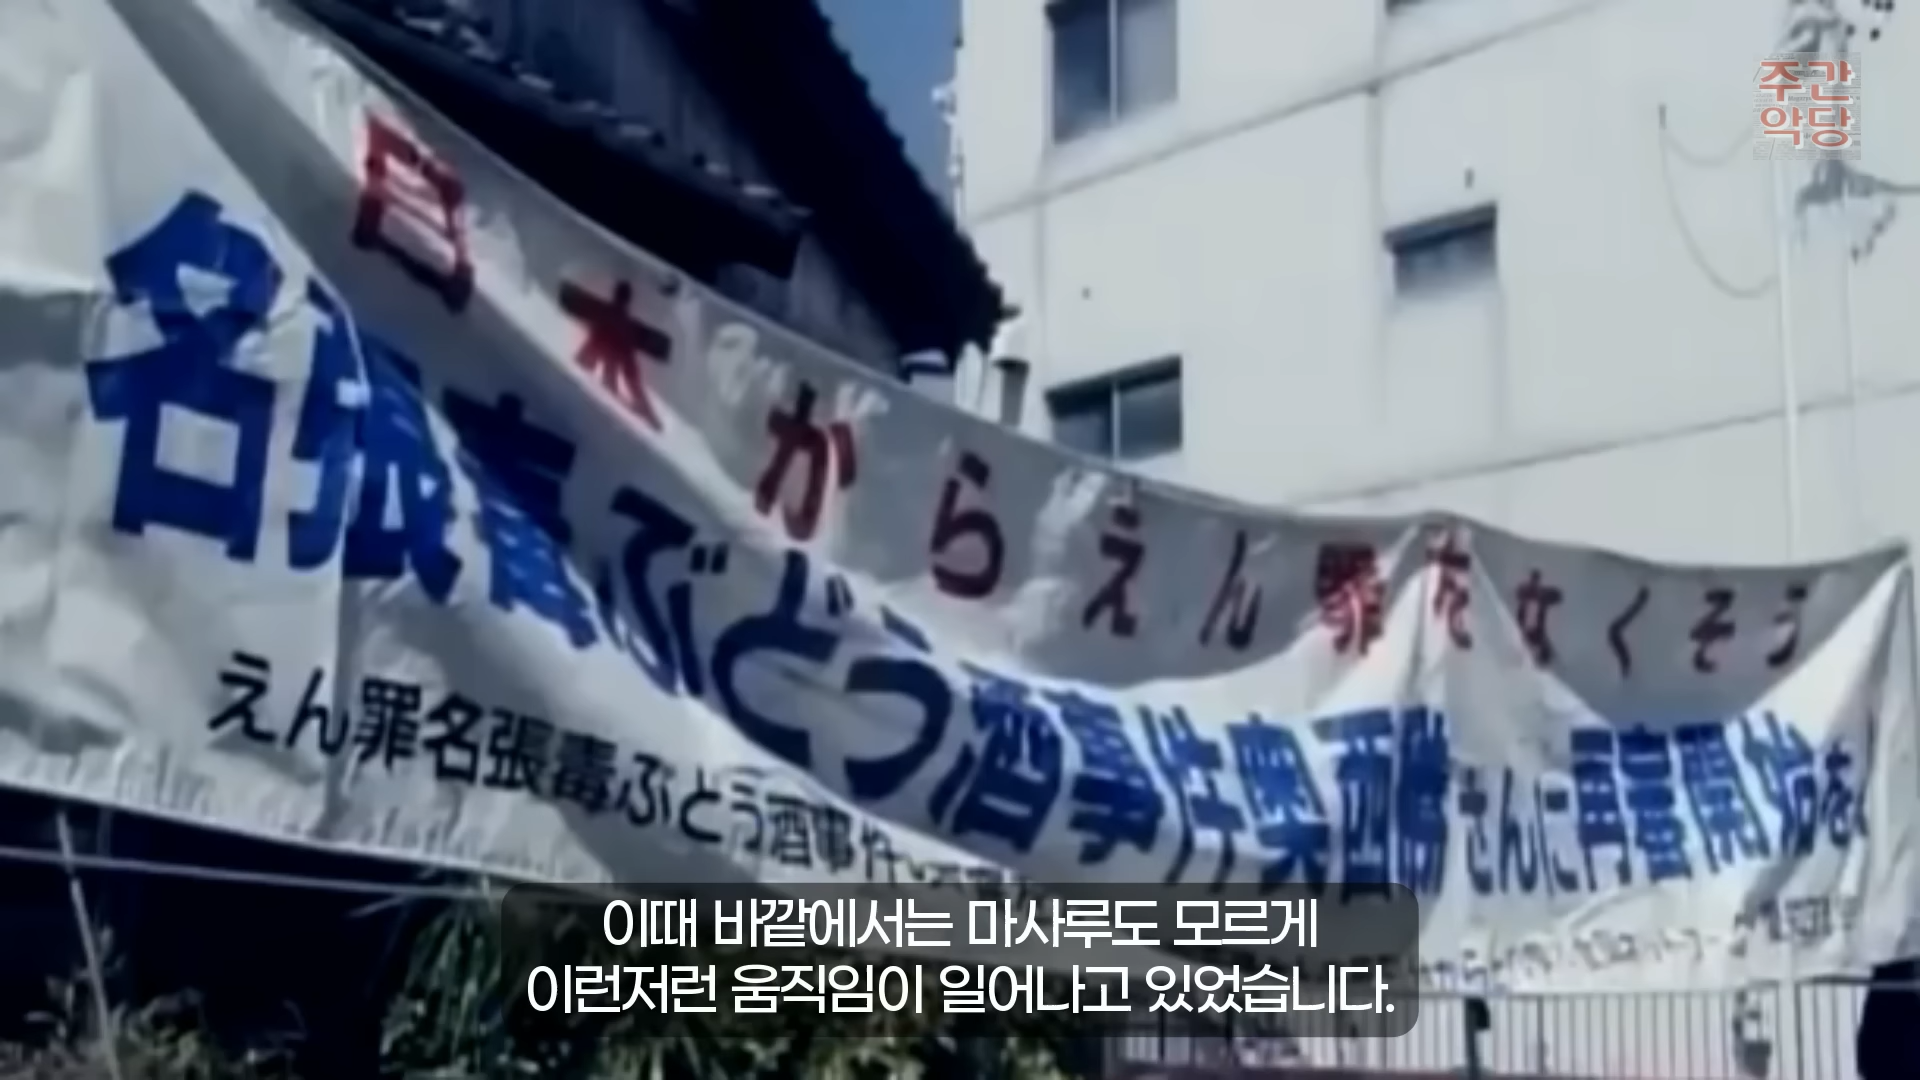 주간
악당
日本からえん罪をなくそう
名張毒ぶどう酒事件奥西勝さんに再審開始を
えん罪名張毒ぶどう酒事件
이때 바깥에서는 마사루도 모르게
이런저런 움직임이 일어나고 있었습니다.